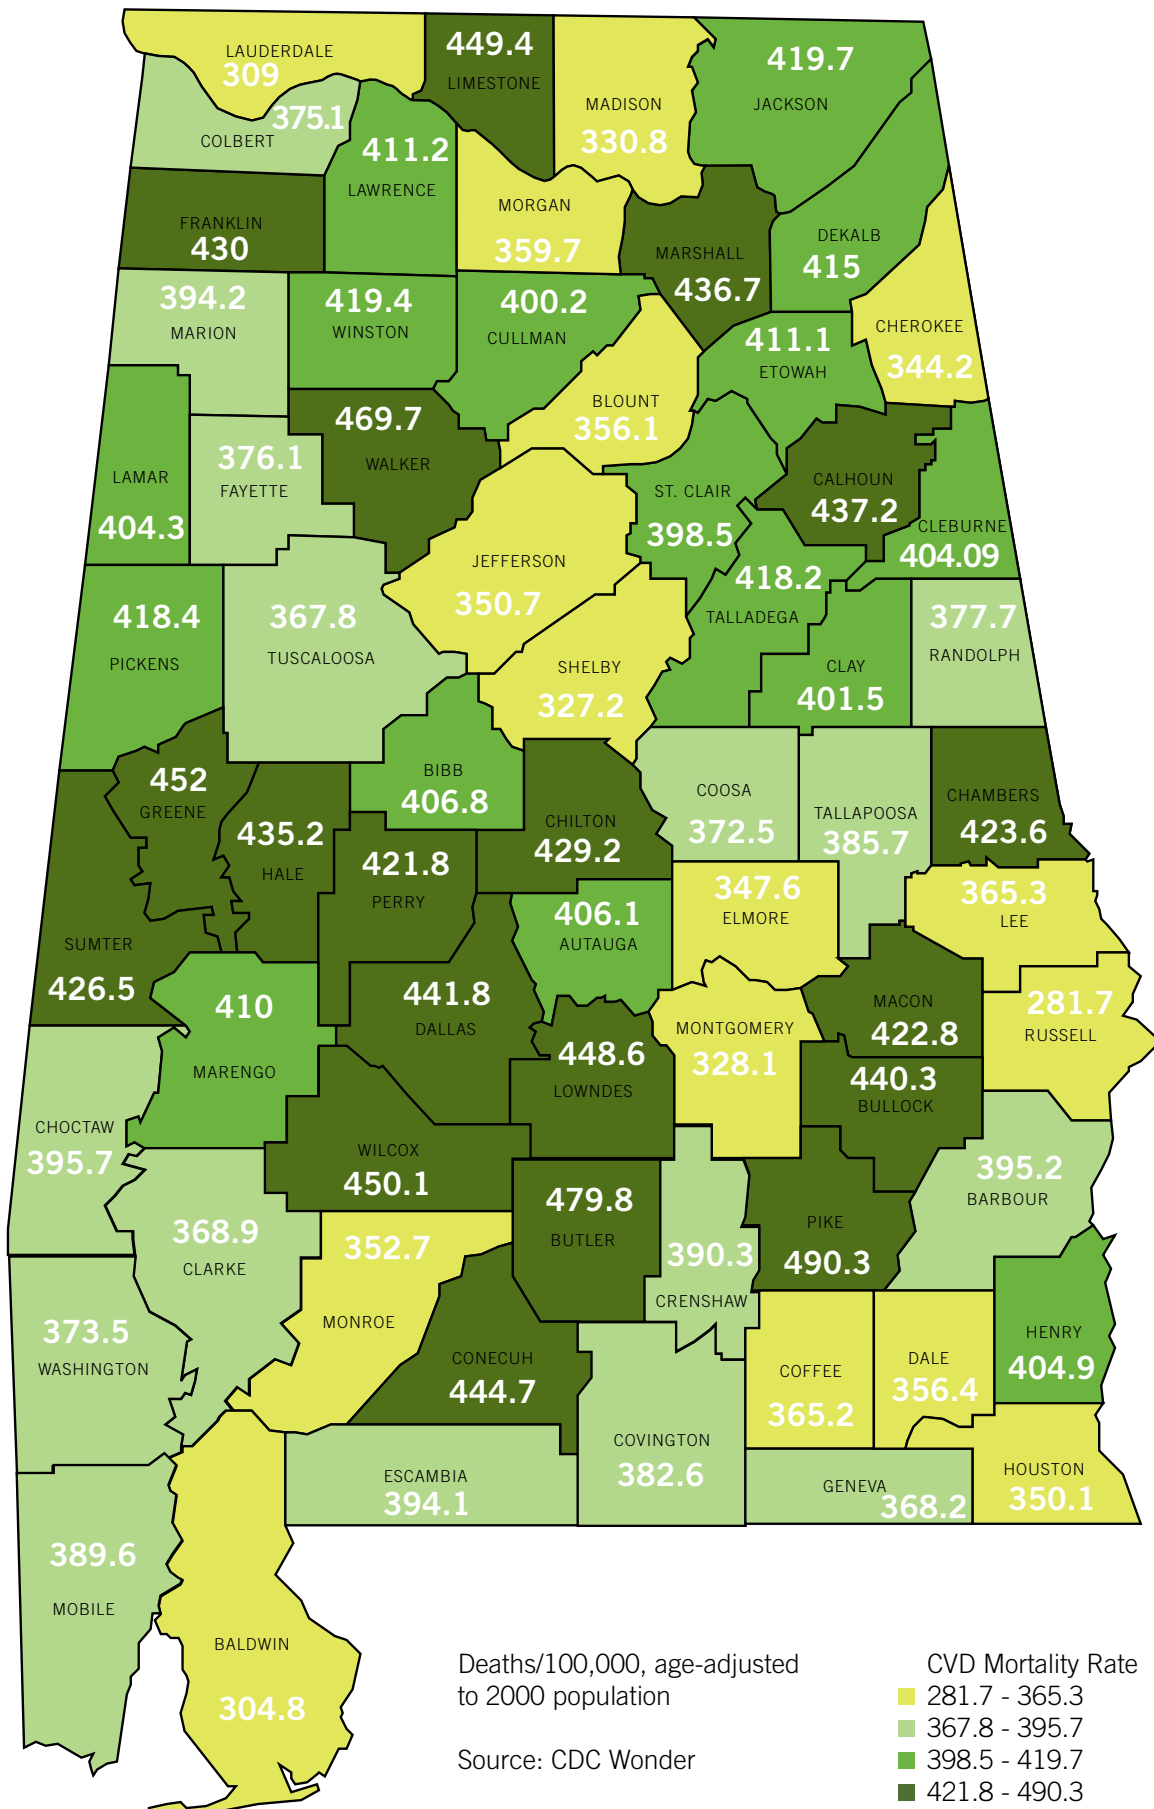 LAUDERDALE
309
449.4
LIMESTONE
MADISON
330.8
419.7
JACKSON
375.1
COLBERT
411.2
LAWRENCE
MORGAN
359.7
FRANKLIN
430
MARSHALL
436.7
DEKALB
415
394.2
MARION
419.4
WINSTON
400.2
CULLMAN
411.1
ETOWAH
CHEROKEE
344.2
BLOUNT
356.1
469.7
WALKER
LAMAR
404.3
376.1
FAYETTE
ST. CLAIR
398.5
CALHOUN
437.2
CLEBURNE
404.09
JEFFERSON
350.7
418.2
TALLADEGA
418.4
PICKENS
367.8
TUSCALOOSA
377.7
RANDOLPH
SHELBY
327.2
CLAY
401.5
452
GREENE
BIBB
406.8
COOSA
372.5
TALLAPOOSA
385.7
CHAMBERS
423.6
435.2
HALE
421.8
PERRY
CHILTON
429.2
347.6
ELMORE
365.3
LEE
406.1
AUTAUGA
SUMTER
426.5
410
MARENGO
441.8
DALLAS
MACON
422.8
281.7
RUSSELL
MONTGOMERY
328.1
448.6
LOWNDES
440.3
BULLOCK
CHOCTAW
395.7
WILCOX
450.1
395.2
BARBOUR
479.8
BUTLER
368.9
CLARKE
352.7
MONROE
390.3
CRENSHAW
PIKE
490.3
373.5
WASHINGTON
CONECUH
444.7
COFFEE
365.2
DALE
356.4
HENRY
404.9
COVINGTON
382.6
ESCAMBIA
394.1
GENEVA
368.2
HOUSTON
350.1
389.6
MOBILE
BALDWIN
304.8
Deaths/100,000, age-adjusted
to 2000 population
Source: CDC Wonder
CVD Mortality Rate
281.7 - 365.3
367.8 - 395.7
398.5 - 419.7
421.8 - 490.3